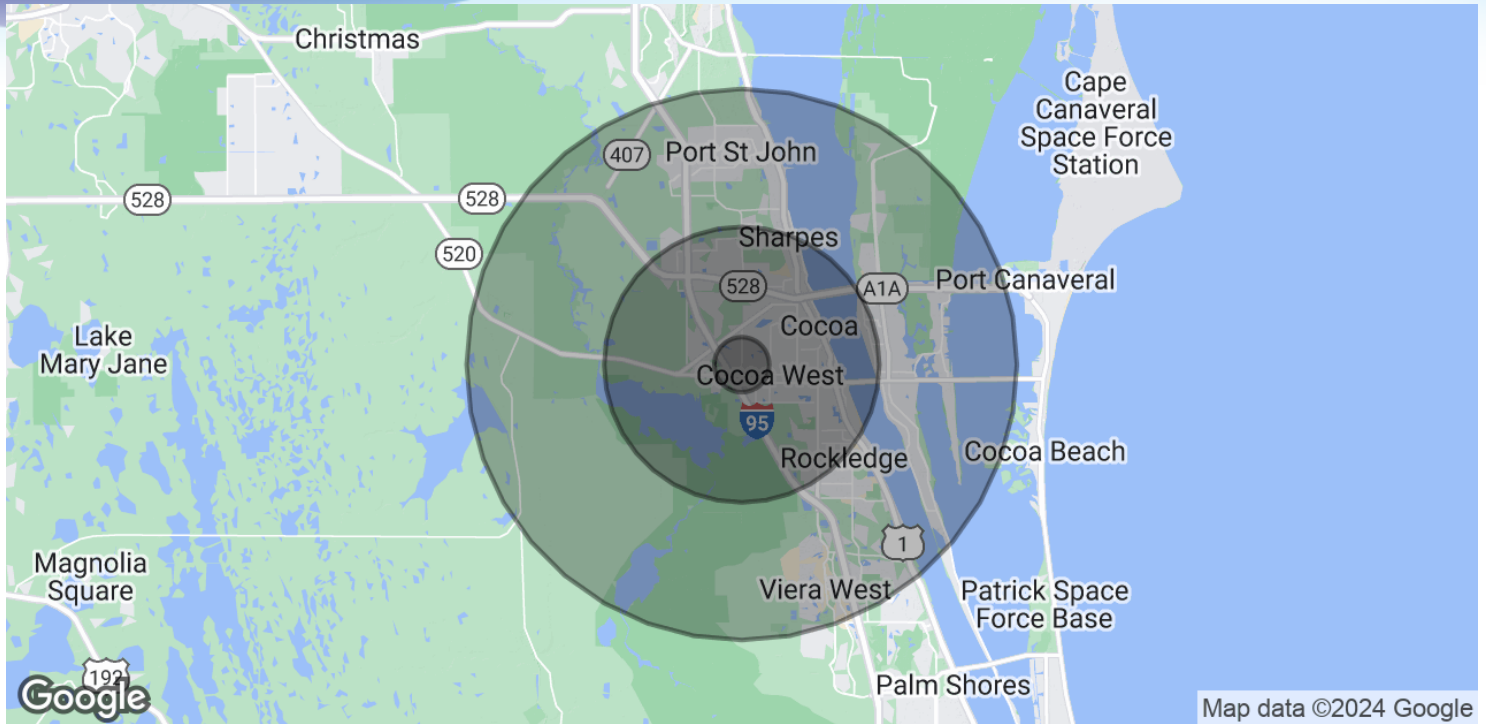 Christmas
Cape
Canaveral
Space Force
Station
407
Port St John
528
528
520
Sharpes
528
A1A
Port Canaveral
Cocoa
Lake
Mary Jane
Cocoa West
95
Rockledge
Cocoa Beach
1
Magnolia
Square
Viera West
Patrick Space
Force Base
192
Palm Shores
Google
Map data ©2024 Google